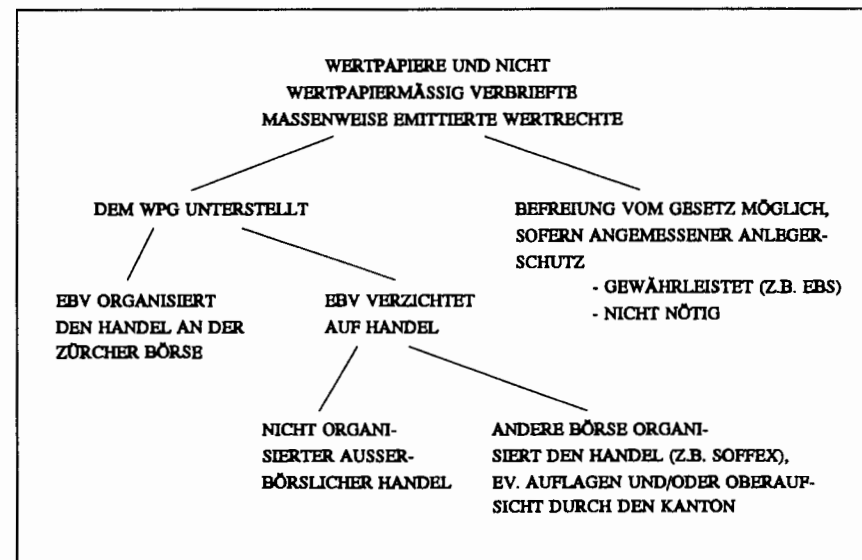 WERTPAPIERE UND NICHT
WERTPAPIERMÄSSIG VERBRIEFTE
MASSENWEISE EMITTIERTE WERTRECHTE
DEM WPG UNTERSTELLT
BEFREIUNG VOM GESETZ MÖGLICH,
SOFERN ANGEMESSENER ANLEGER-
SCHUTZ
- GEWÄHRLEISTET (Z.B. EBS)
- NICHT NÖTIG
EBV ORGANISIERT
DEN HANDEL AN DER
ZÜRCHER BÖRSE
EBV VERZICHTET
AUF HANDEL
NICHT ORGANI-
SIERTER AUSSER-
BÖRSLICHER HANDEL
ANDERE BÖRSE ORGANI-
SIERT DEN HANDEL (Z.B. SOFFEX),
EV. AUFLAGEN UND/ODER OBERAUF-
SICHT DURCH DEN KANTON